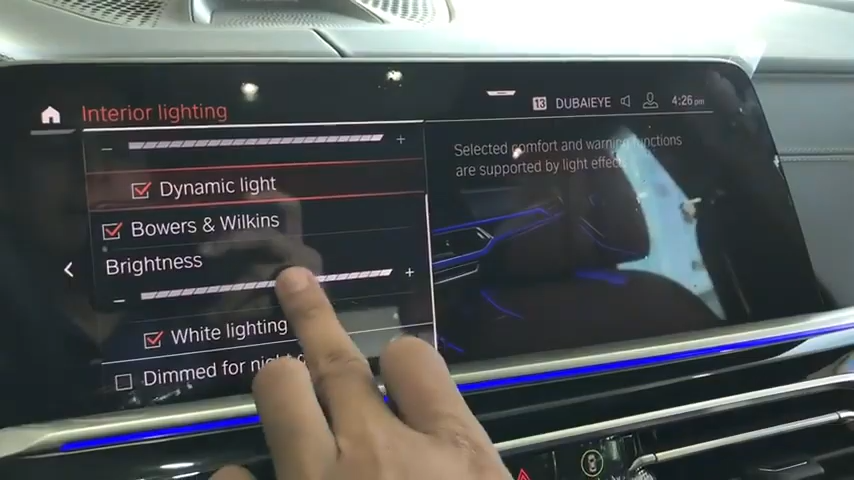 Interior lighting
13 DUBAIEYE 4:26 pm
Dynamic light
Bowers & Wilkins
Brightness
White lighting
Dimmed for night
Selected comfort and warning functions
are supported by light effects.